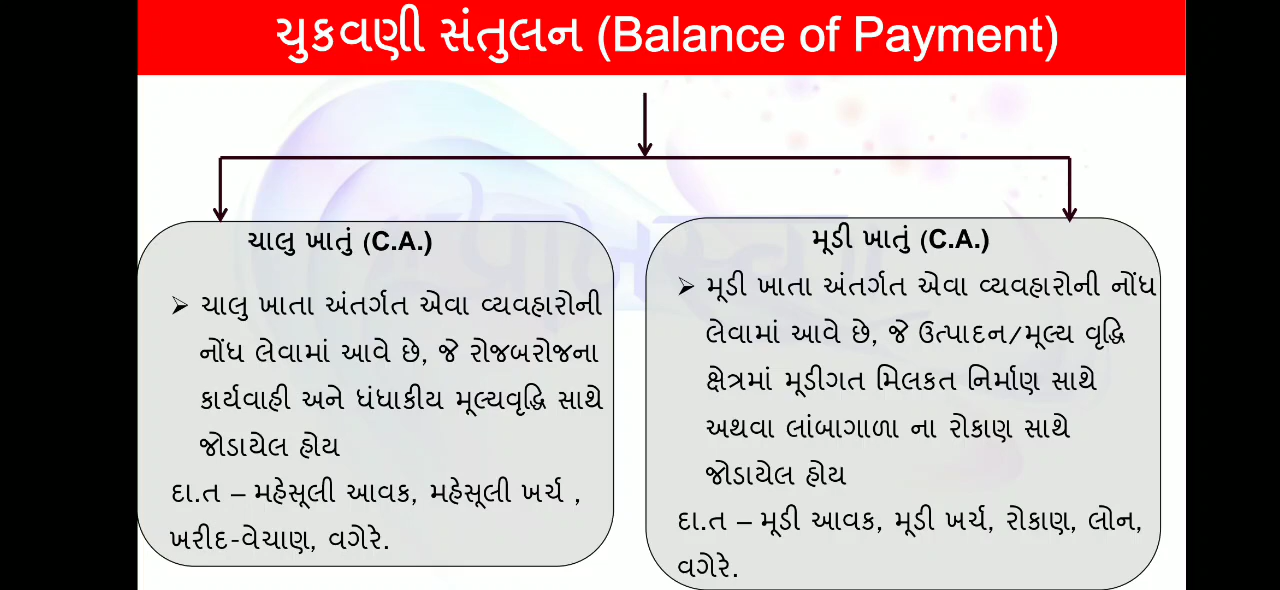 ચુકવણી સંતુલન (Balance of Payment)
ચાલુ ખાતું (C.A.)
➢ ચાલુ ખાતા અંતર્ગત એવા વ્યવહારોની
નોંધ લેવામાં આવે છે, જે રોજબરોજના
કાર્યવાહી અને ધંધાકીય મૂલ્યવૃદ્ધિ સાથે
જોડાયેલ હોય
દા.ત – મહેસૂલી આવક, મહેસૂલી ખર્ચ ,
ખરીદ-વેચાણ, વગેરે.
મૂડી ખાતું (C.A.)
➢ મૂડી ખાતા અંતર્ગત એવા વ્યવહારોની નોંધ
લેવામાં આવે છે, જે ઉત્પાદન/મૂલ્ય વૃદ્ધિ
ક્ષેત્રમાં મૂડીગત મિલકત નિર્માણ સાથે
અથવા લાંબાગાળા ના રોકાણ સાથે
જોડાયેલ હોય
દા.ત – મૂડી આવક, મૂડી ખર્ચ, રોકાણ, લોન,
વગેરે.